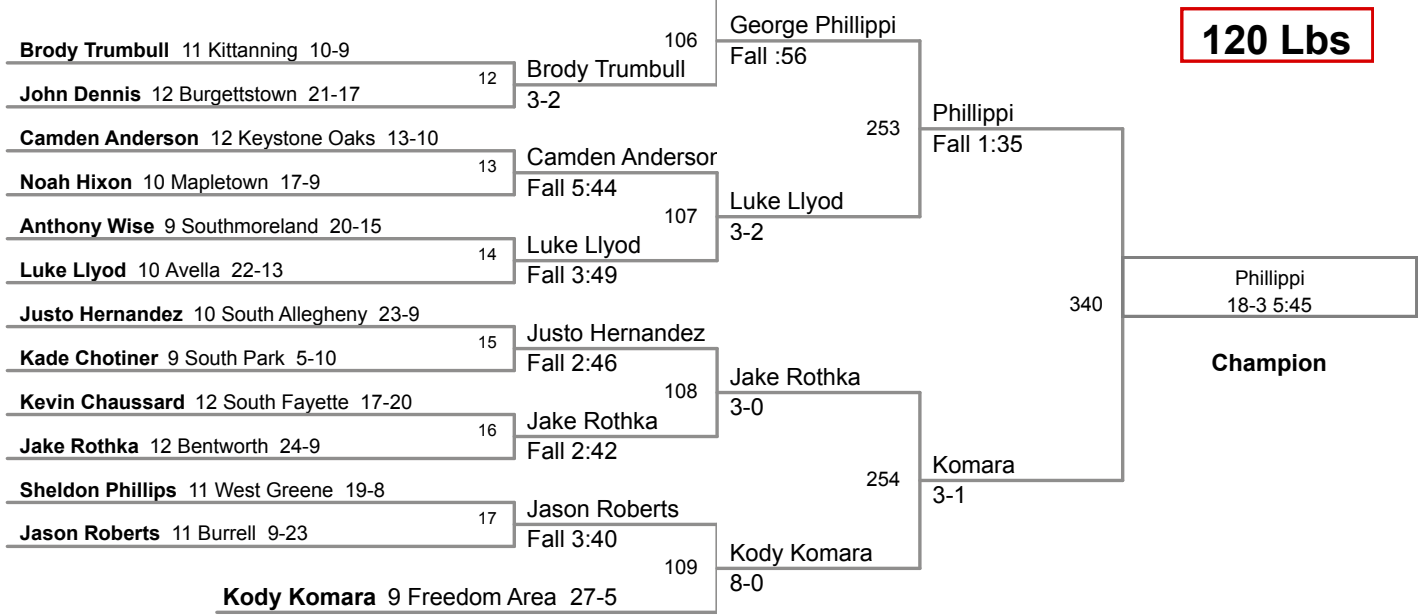 120 Lbs
Brody Trumbull 11 Kittanning 10-9
12
John Dennis 12 Burgettstown 21-17
Camden Anderson 12 Keystone Oaks 13-10
13
Noah Hixon 10 Mapletown 17-9
Anthony Wise 9 Southmoreland 20-15
14
Luke Llyod 10 Avella 22-13
Justo Hernandez 10 South Allegheny 23-9
15
Kade Chotiner 9 South Park 5-10
Kevin Chaussard 12 South Fayette 17-20
16
Jake Rothka 12 Bentworth 24-9
Sheldon Phillips 11 West Greene 19-8
17
Jason Roberts 11 Burrell 9-23
Kody Komara 9 Freedom Area 27-5
106
Brody Trumbull
3-2
Camden Anderson
Fall 5:44
107
Luke Llyod
Fall 3:49
Justo Hernandez
Fall 2:46
108
Jake Rothka
Fall 2:42
Jason Roberts
Fall 3:40
109
George Phillippi
Fall :56
253
Luke Llyod
3-2
Jake Rothka
3-0
254
Kody Komara
8-0
Phillippi
Fall 1:35
340
Komara
3-1
Phillippi
18-3 5:45
Champion